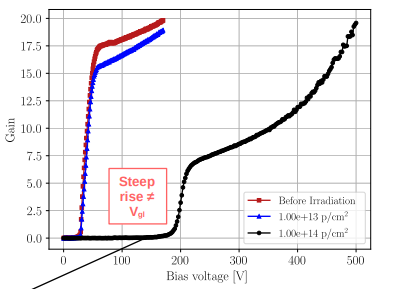 20.0
17.5
15.0
12.5
10.0
7.5
5.0
2.5
0.0
Gain
Steep
rise ≠
V_gl
Before Irradiation
1.00e+13 p/cm²
1.00e+14 p/cm²
0 100 200 300 400 500
Bias voltage [V]